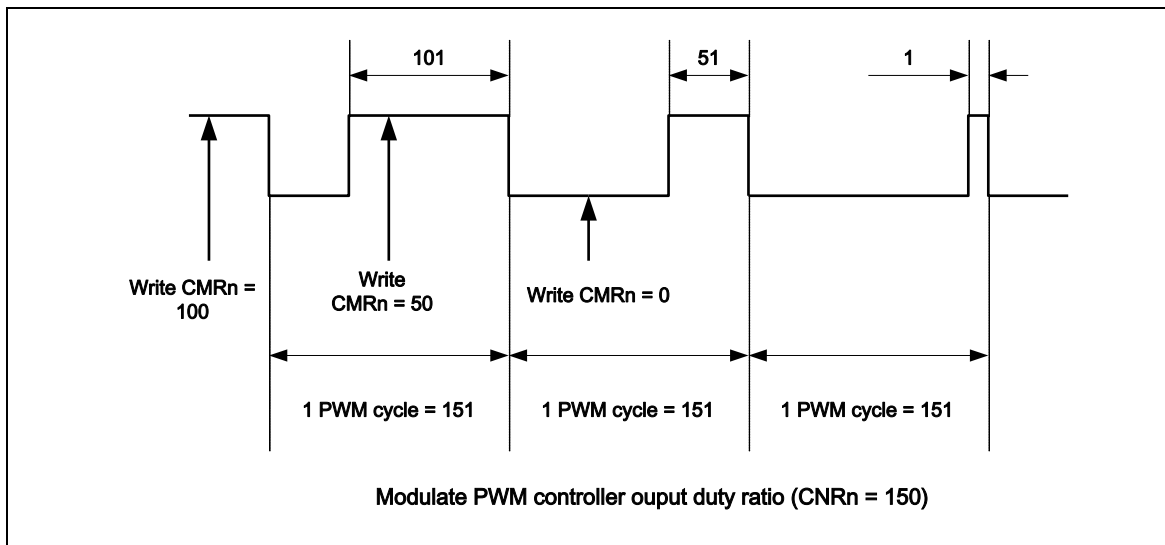 101
51
1
Write CMRn =
100
Write
CMRn = 50
Write CMRn = 0
1 PWM cycle = 151
1 PWM cycle = 151
1 PWM cycle = 151
Modulate PWM controller ouput duty ratio (CNRn = 150)